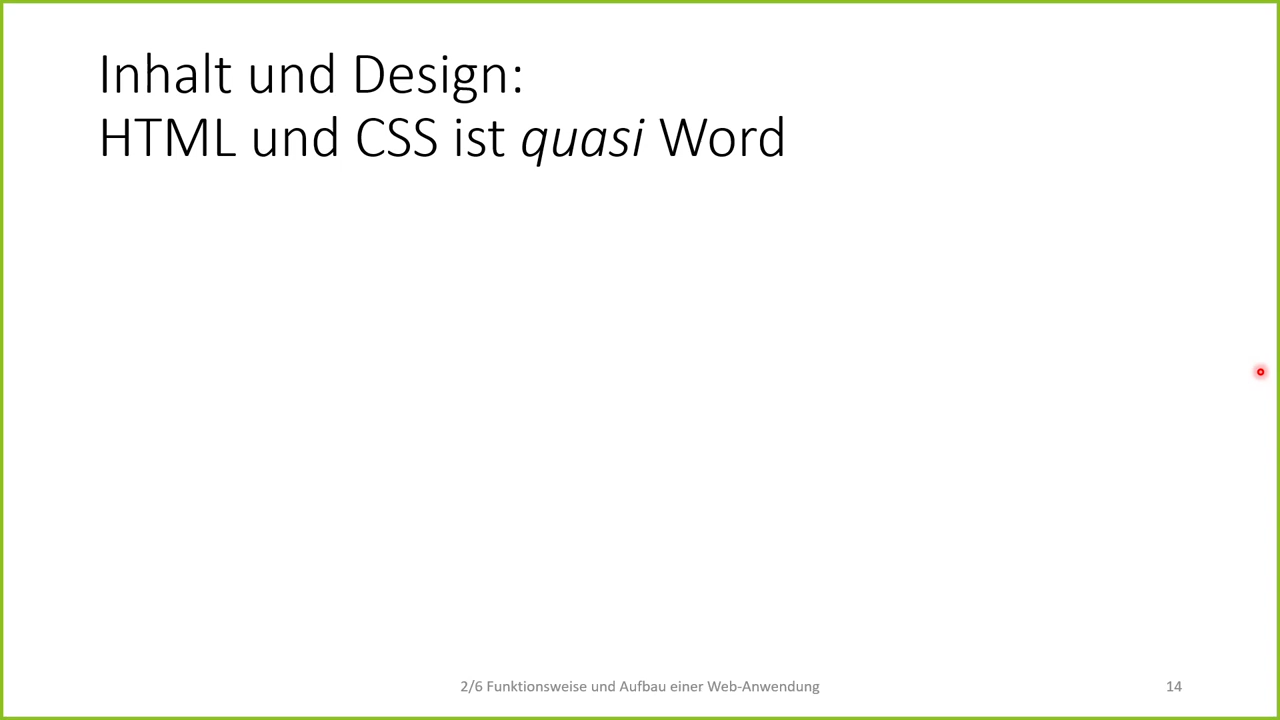 Inhalt und Design:
HTML und CSS ist quasi Word
2/6 Funktionsweise und Aufbau einer Web-Anwendung
14